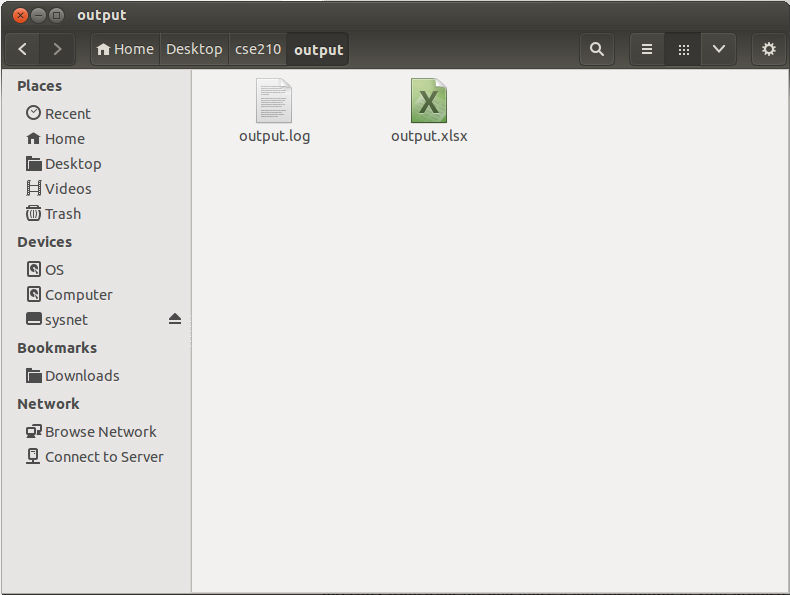 output
Home Desktop cse210 output
Places
Recent
Home
Desktop
Videos
Trash
Devices
OS
Computer
sysnet
Bookmarks
Downloads
Network
Browse Network
Connect to Server
output.log
output.xlsx